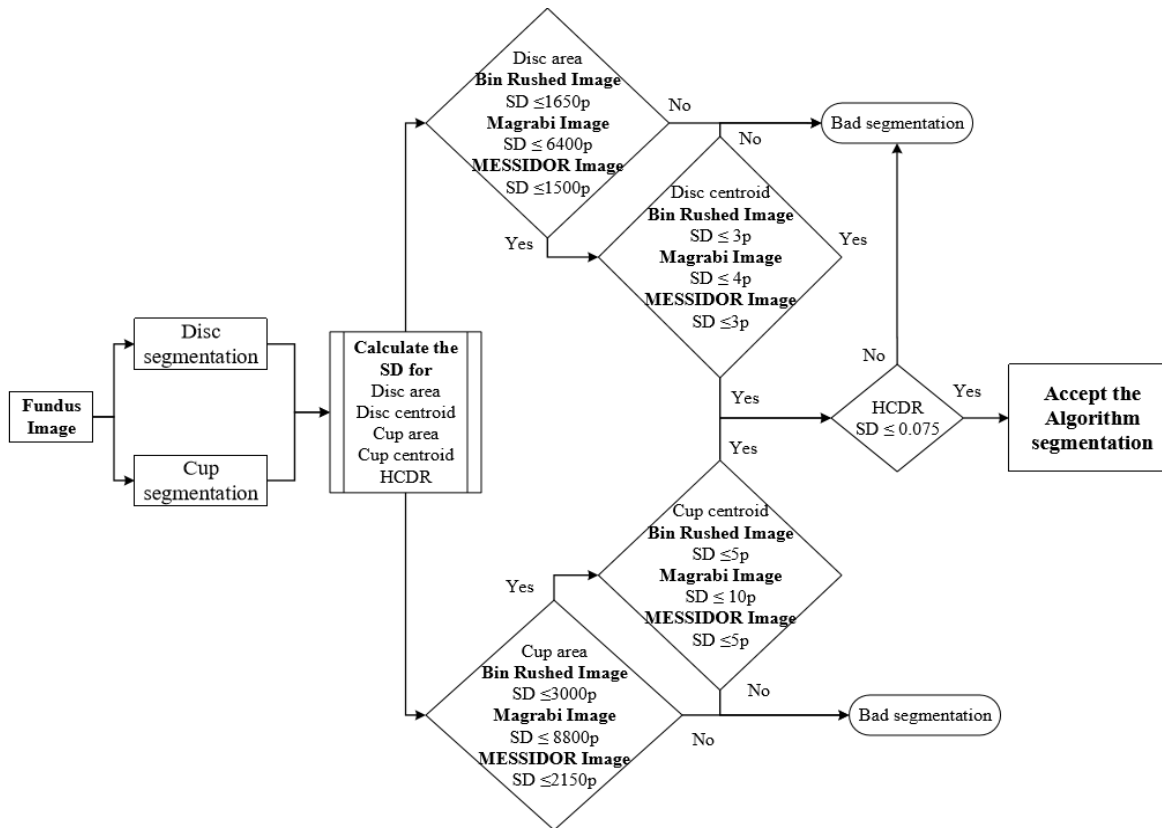 Fundus
Image
Disc
segmentation
Cup
segmentation
Calculate the
SD for
Disc area
Disc centroid
Cup area
Cup centroid
HCDR
Disc area
Bin Rushed Image
SD ≤1650p
Magrabi Image
SD ≤ 6400p
MESSIDOR Image
SD ≤1500p
No
Yes
No
Disc centroid
Bin Rushed Image
SD ≤ 3p
Magrabi Image
SD ≤ 4p
MESSIDOR Image
SD ≤3p
Yes
Yes
Bad segmentation
Cup area
Bin Rushed Image
SD ≤3000p
Magrabi Image
SD ≤ 8800p
MESSIDOR Image
SD ≤2150p
Yes
No
Cup centroid
Bin Rushed Image
SD ≤5p
Magrabi Image
SD ≤ 10p
MESSIDOR Image
SD ≤5p
Yes
No
Bad segmentation
No
HCDR
SD ≤ 0.075
Yes
Accept the
Algorithm
segmentation